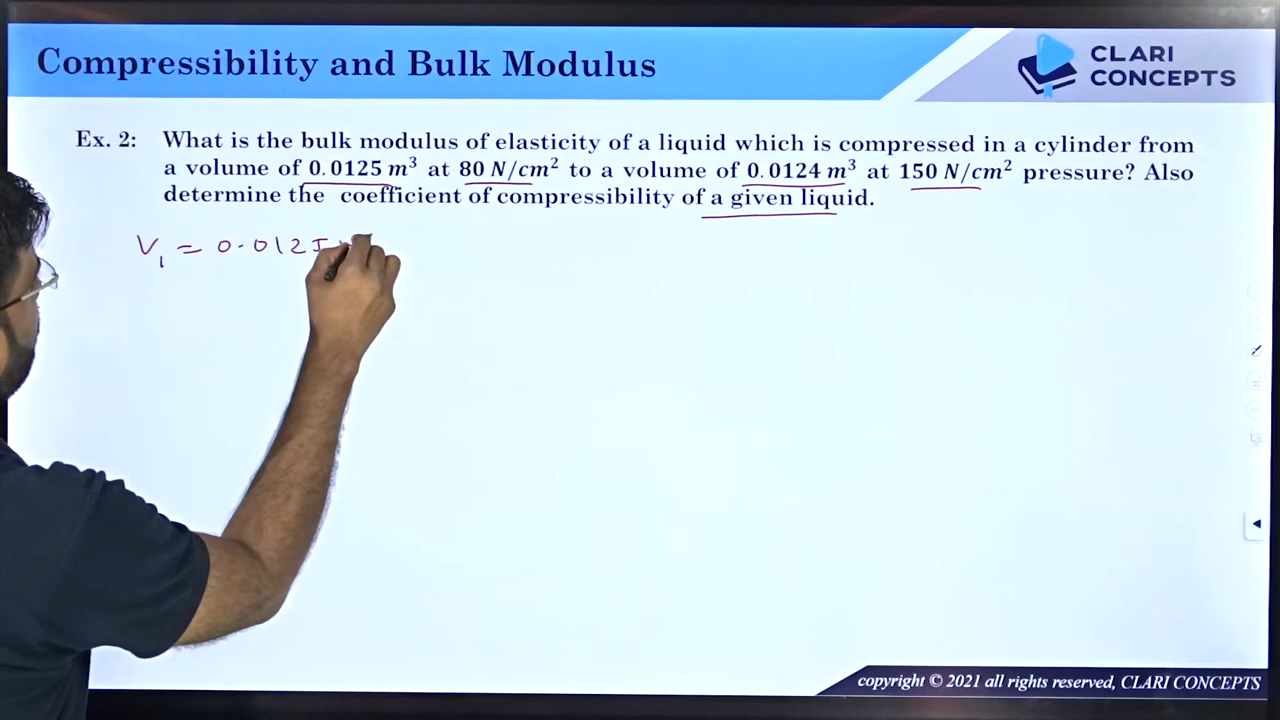 Compressibility and Bulk Modulus
CLARI
CONCEPTS
Ex. 2: What is the bulk modulus of elasticity of a liquid which is compressed in a cylinder from
a volume of 0.0125 m³ at 80 N/cm² to a volume of 0.0124 m³ at 150 N/cm² pressure? Also
determine the coefficient of compressibility of a given liquid.
V₁ = 0.0125
copyright © 2021 all rights reserved, CLARI CONCEPTS